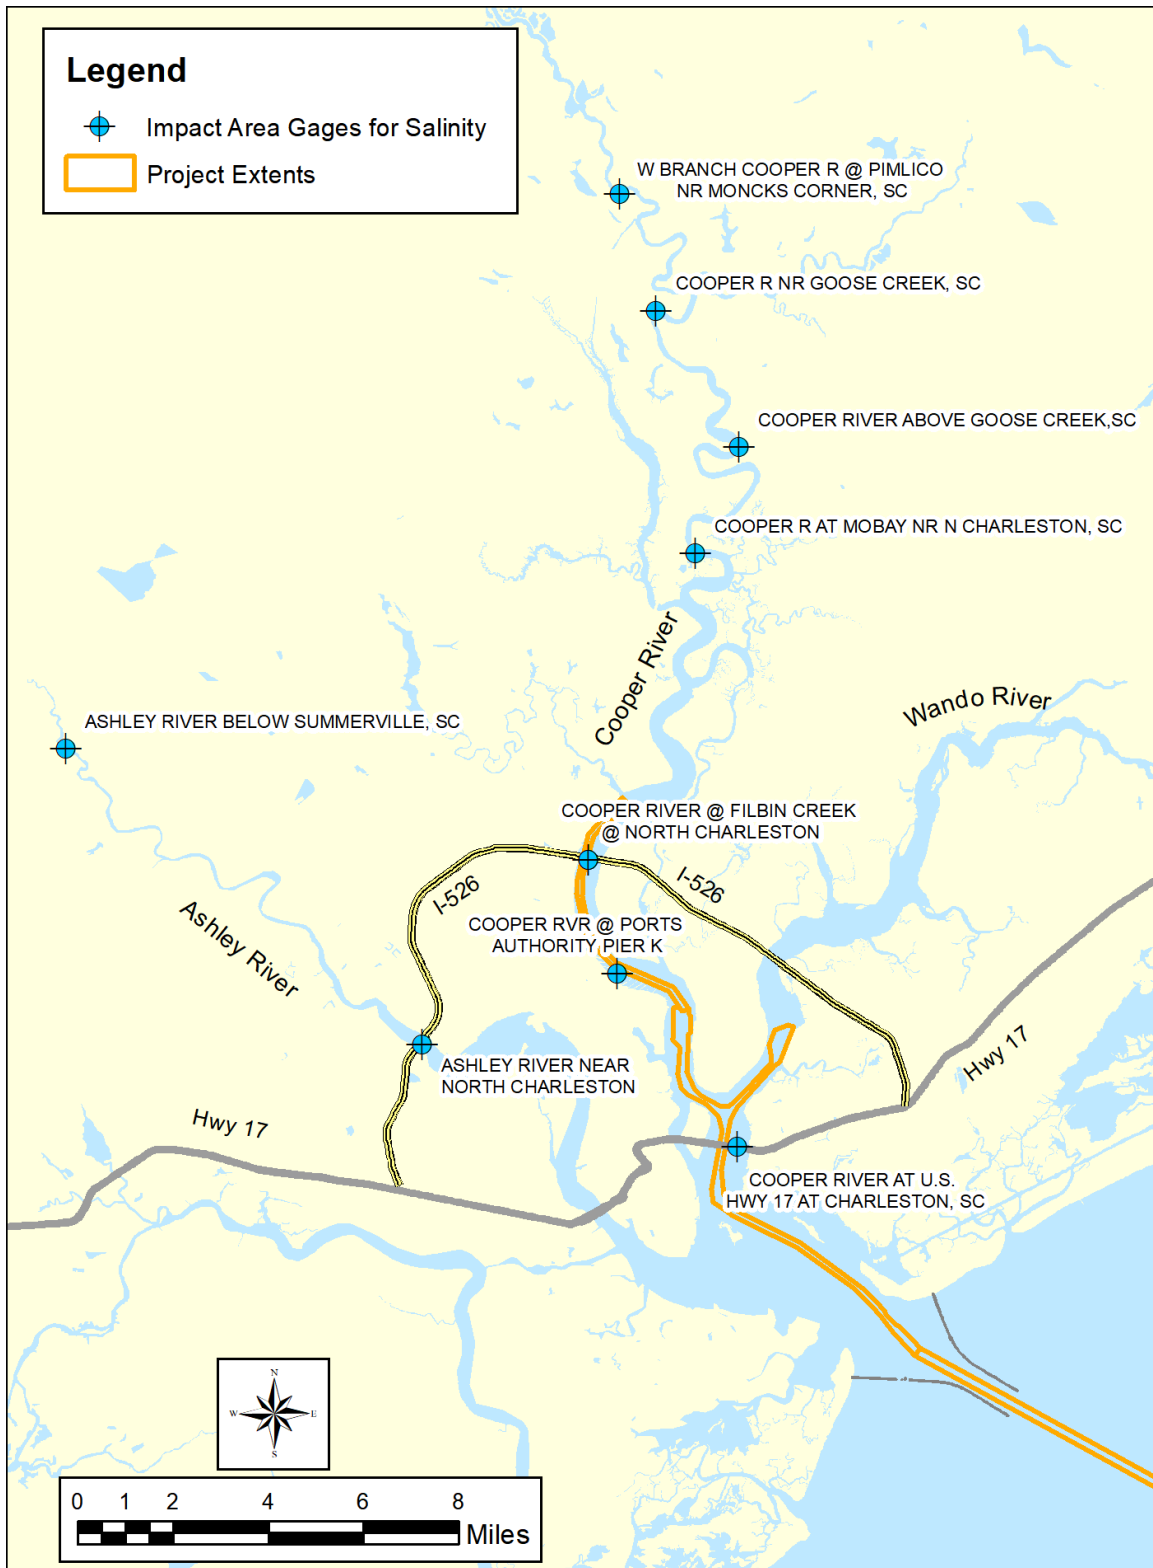 Legend
Impact Area Gages for Salinity
Project Extents
W BRANCH COOPER R @ PIMLICO
NR MONCKS CORNER, SC
COOPER R NR GOOSE CREEK, SC
COOPER RIVER ABOVE GOOSE CREEK,SC
COOPER R AT MOBAY NR N CHARLESTON, SC
Cooper River
Wando River
ASHLEY RIVER BELOW SUMMERVILLE, SC
COOPER RIVER @ FILBIN CREEK
@ NORTH CHARLESTON
I-526
I-526
Ashley River
COOPER RVR @ PORTS
AUTHORITY PIER K
ASHLEY RIVER NEAR
NORTH CHARLESTON
Hwy 17
Hwy 17
COOPER RIVER AT U.S.
HWY 17 AT CHARLESTON, SC
N
W E
S
0 1 2 4 6 8
Miles